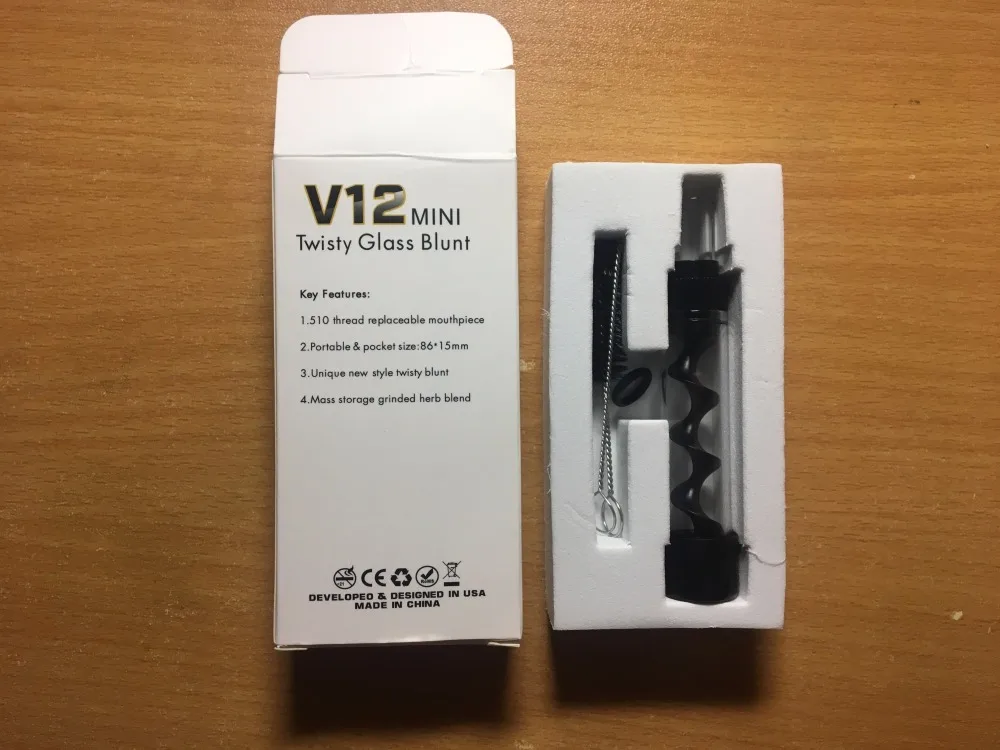 V12 MINI
Twisty Glass Blunt
Key Features:
1.510 thread replaceable mouthpiece
2.Portable & pocket size:86*15mm
3.Unique new style twisty blunt
4.Mass storage grinded herb blend
CE
DEVELOPED & DESIGNED IN USA
MADE IN CHINA